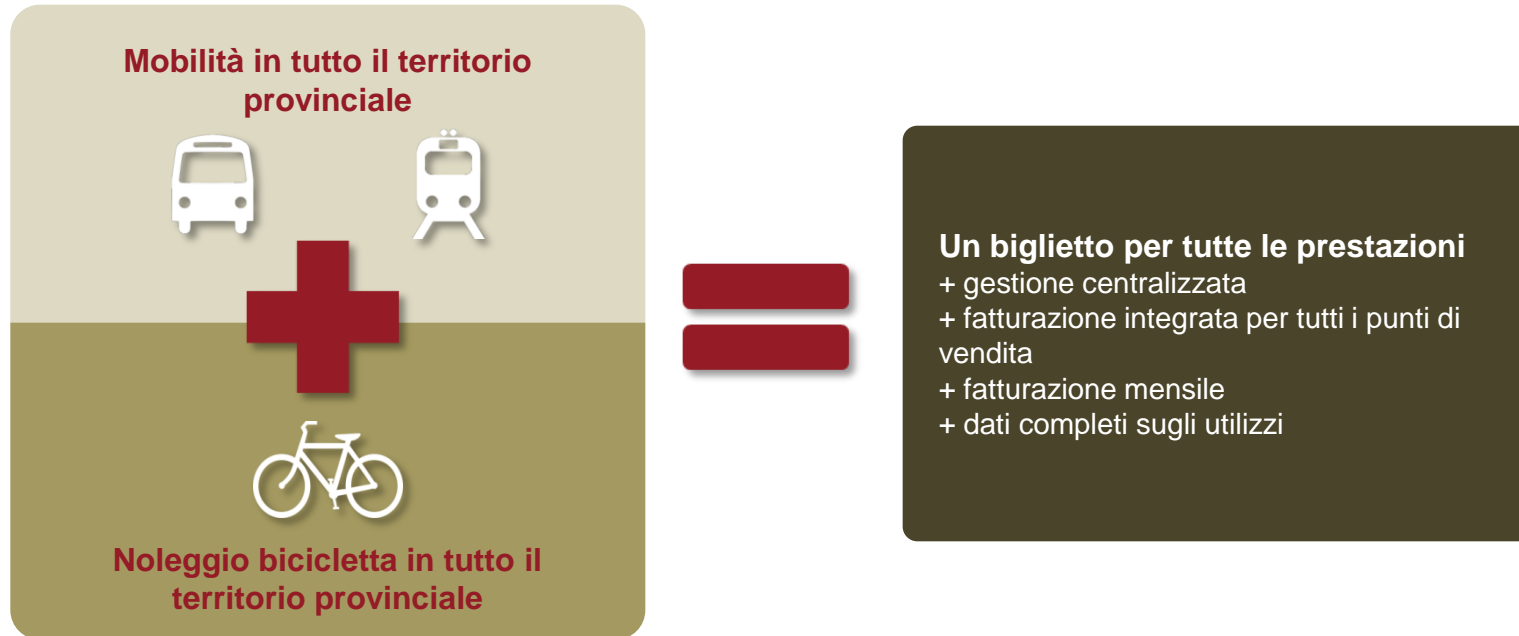 Mobilità in tutto il territorio
provinciale
Noleggio bicicletta in tutto il
territorio provinciale
Un biglietto per tutte le prestazioni
+ gestione centralizzata
+ fatturazione integrata per tutti i punti di
vendita
+ fatturazione mensile
+ dati completi sugli utilizzi